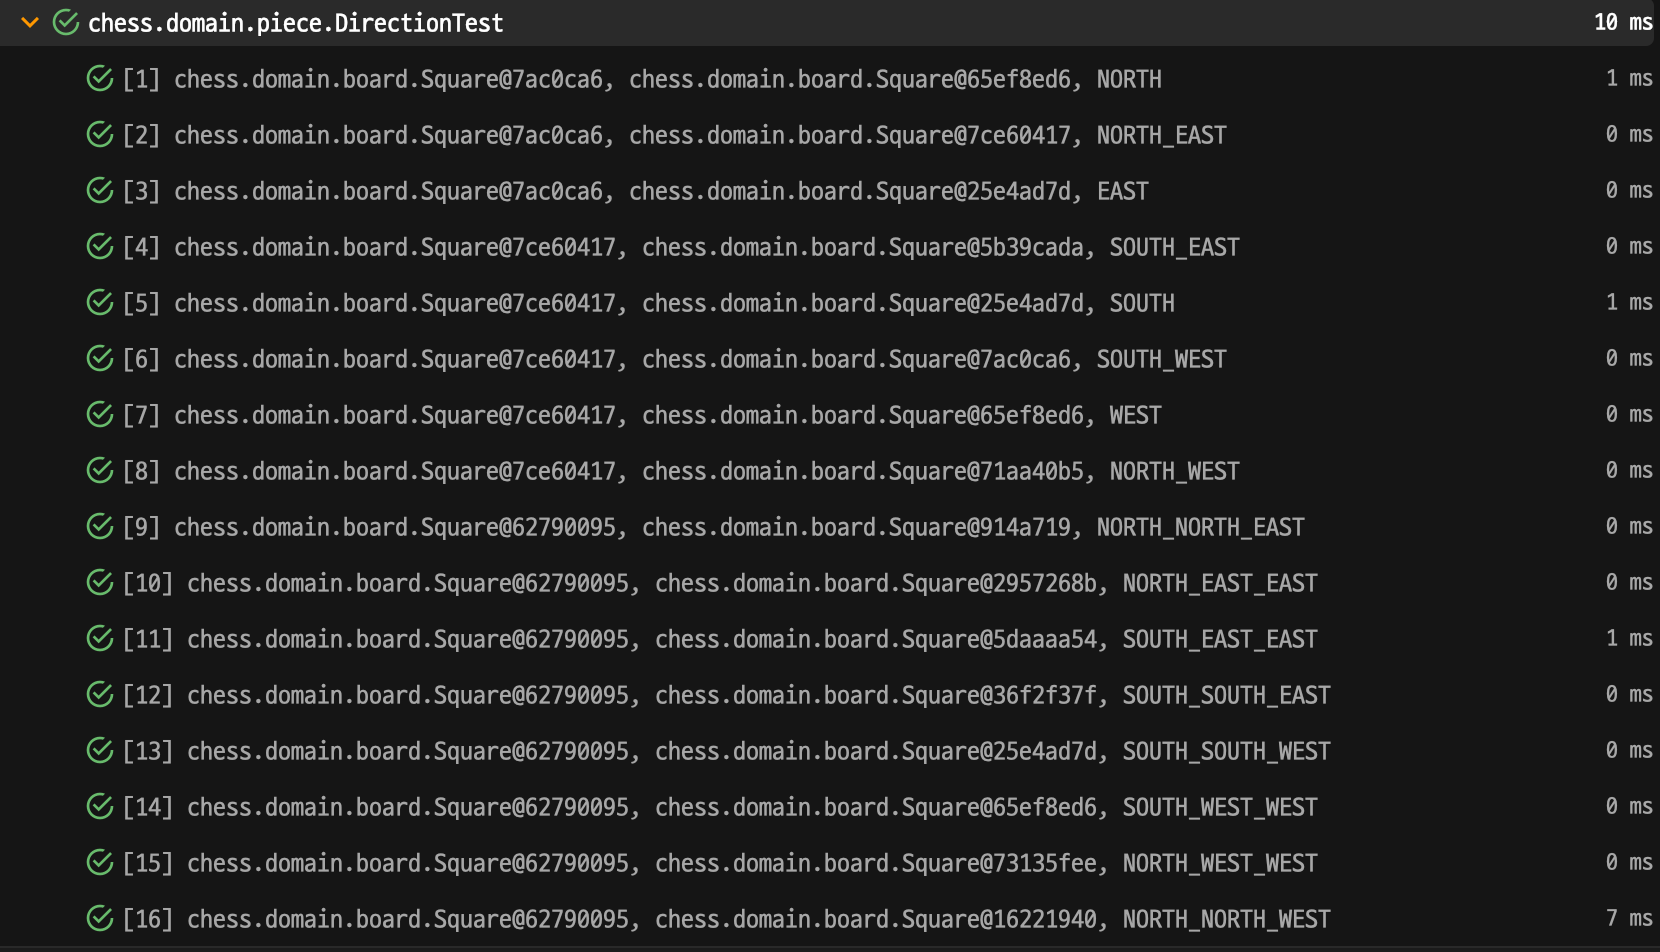 chess.domain.piece.DirectionTest 10 ms
[1] chess.domain.board.Square@7ac0ca6, chess.domain.board.Square@65ef8ed6, NORTH 1 ms
[2] chess.domain.board.Square@7ac0ca6, chess.domain.board.Square@7ce60417, NORTH_EAST 0 ms
[3] chess.domain.board.Square@7ac0ca6, chess.domain.board.Square@25e4ad7d, EAST 0 ms
[4] chess.domain.board.Square@7ce60417, chess.domain.board.Square@5b39cada, SOUTH_EAST 0 ms
[5] chess.domain.board.Square@7ce60417, chess.domain.board.Square@25e4ad7d, SOUTH 1 ms
[6] chess.domain.board.Square@7ce60417, chess.domain.board.Square@7ac0ca6, SOUTH_WEST 0 ms
[7] chess.domain.board.Square@7ce60417, chess.domain.board.Square@65ef8ed6, WEST 0 ms
[8] chess.domain.board.Square@7ce60417, chess.domain.board.Square@71aa40b5, NORTH_WEST 0 ms
[9] chess.domain.board.Square@62790095, chess.domain.board.Square@914a719, NORTH_NORTH_EAST 0 ms
[10] chess.domain.board.Square@62790095, chess.domain.board.Square@2957268b, NORTH_EAST_EAST 0 ms
[11] chess.domain.board.Square@62790095, chess.domain.board.Square@5daaaa54, SOUTH_EAST_EAST 1 ms
[12] chess.domain.board.Square@62790095, chess.domain.board.Square@36f2f37f, SOUTH_SOUTH_EAST 0 ms
[13] chess.domain.board.Square@62790095, chess.domain.board.Square@25e4ad7d, SOUTH_SOUTH_WEST 0 ms
[14] chess.domain.board.Square@62790095, chess.domain.board.Square@65ef8ed6, SOUTH_WEST_WEST 0 ms
[15] chess.domain.board.Square@62790095, chess.domain.board.Square@73135fee, NORTH_WEST_WEST 0 ms
[16] chess.domain.board.Square@62790095, chess.domain.board.Square@16221940, NORTH_NORTH_WEST 7 ms